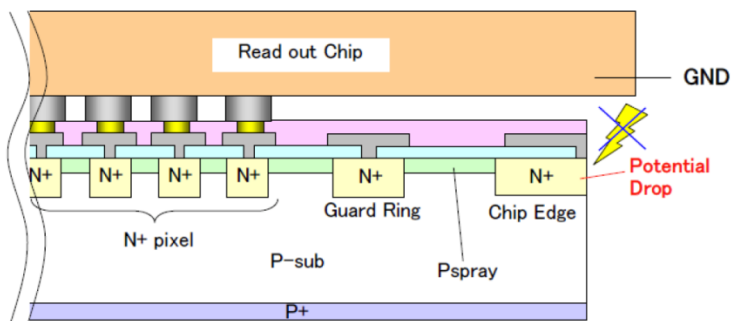 Read out Chip
GND
N+
N+
N+
N+
N+
N+
Potential
Drop
Guard Ring
Chip Edge
N+ pixel
P-sub
Pspray
P+